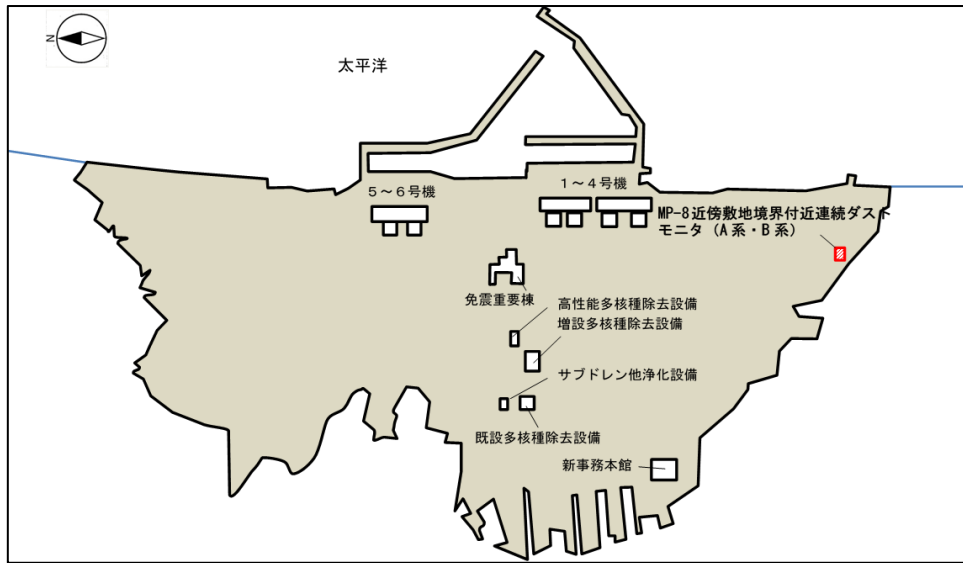 N
太平洋
5~6号機
1~4号機
MP-8近傍敷地境界付近連続ダスト
モニタ(A系・B系)
免震重要棟
高性能多核種除去設備
増設多核種除去設備
サブドレン他浄化設備
既設多核種除去設備
新事務本館